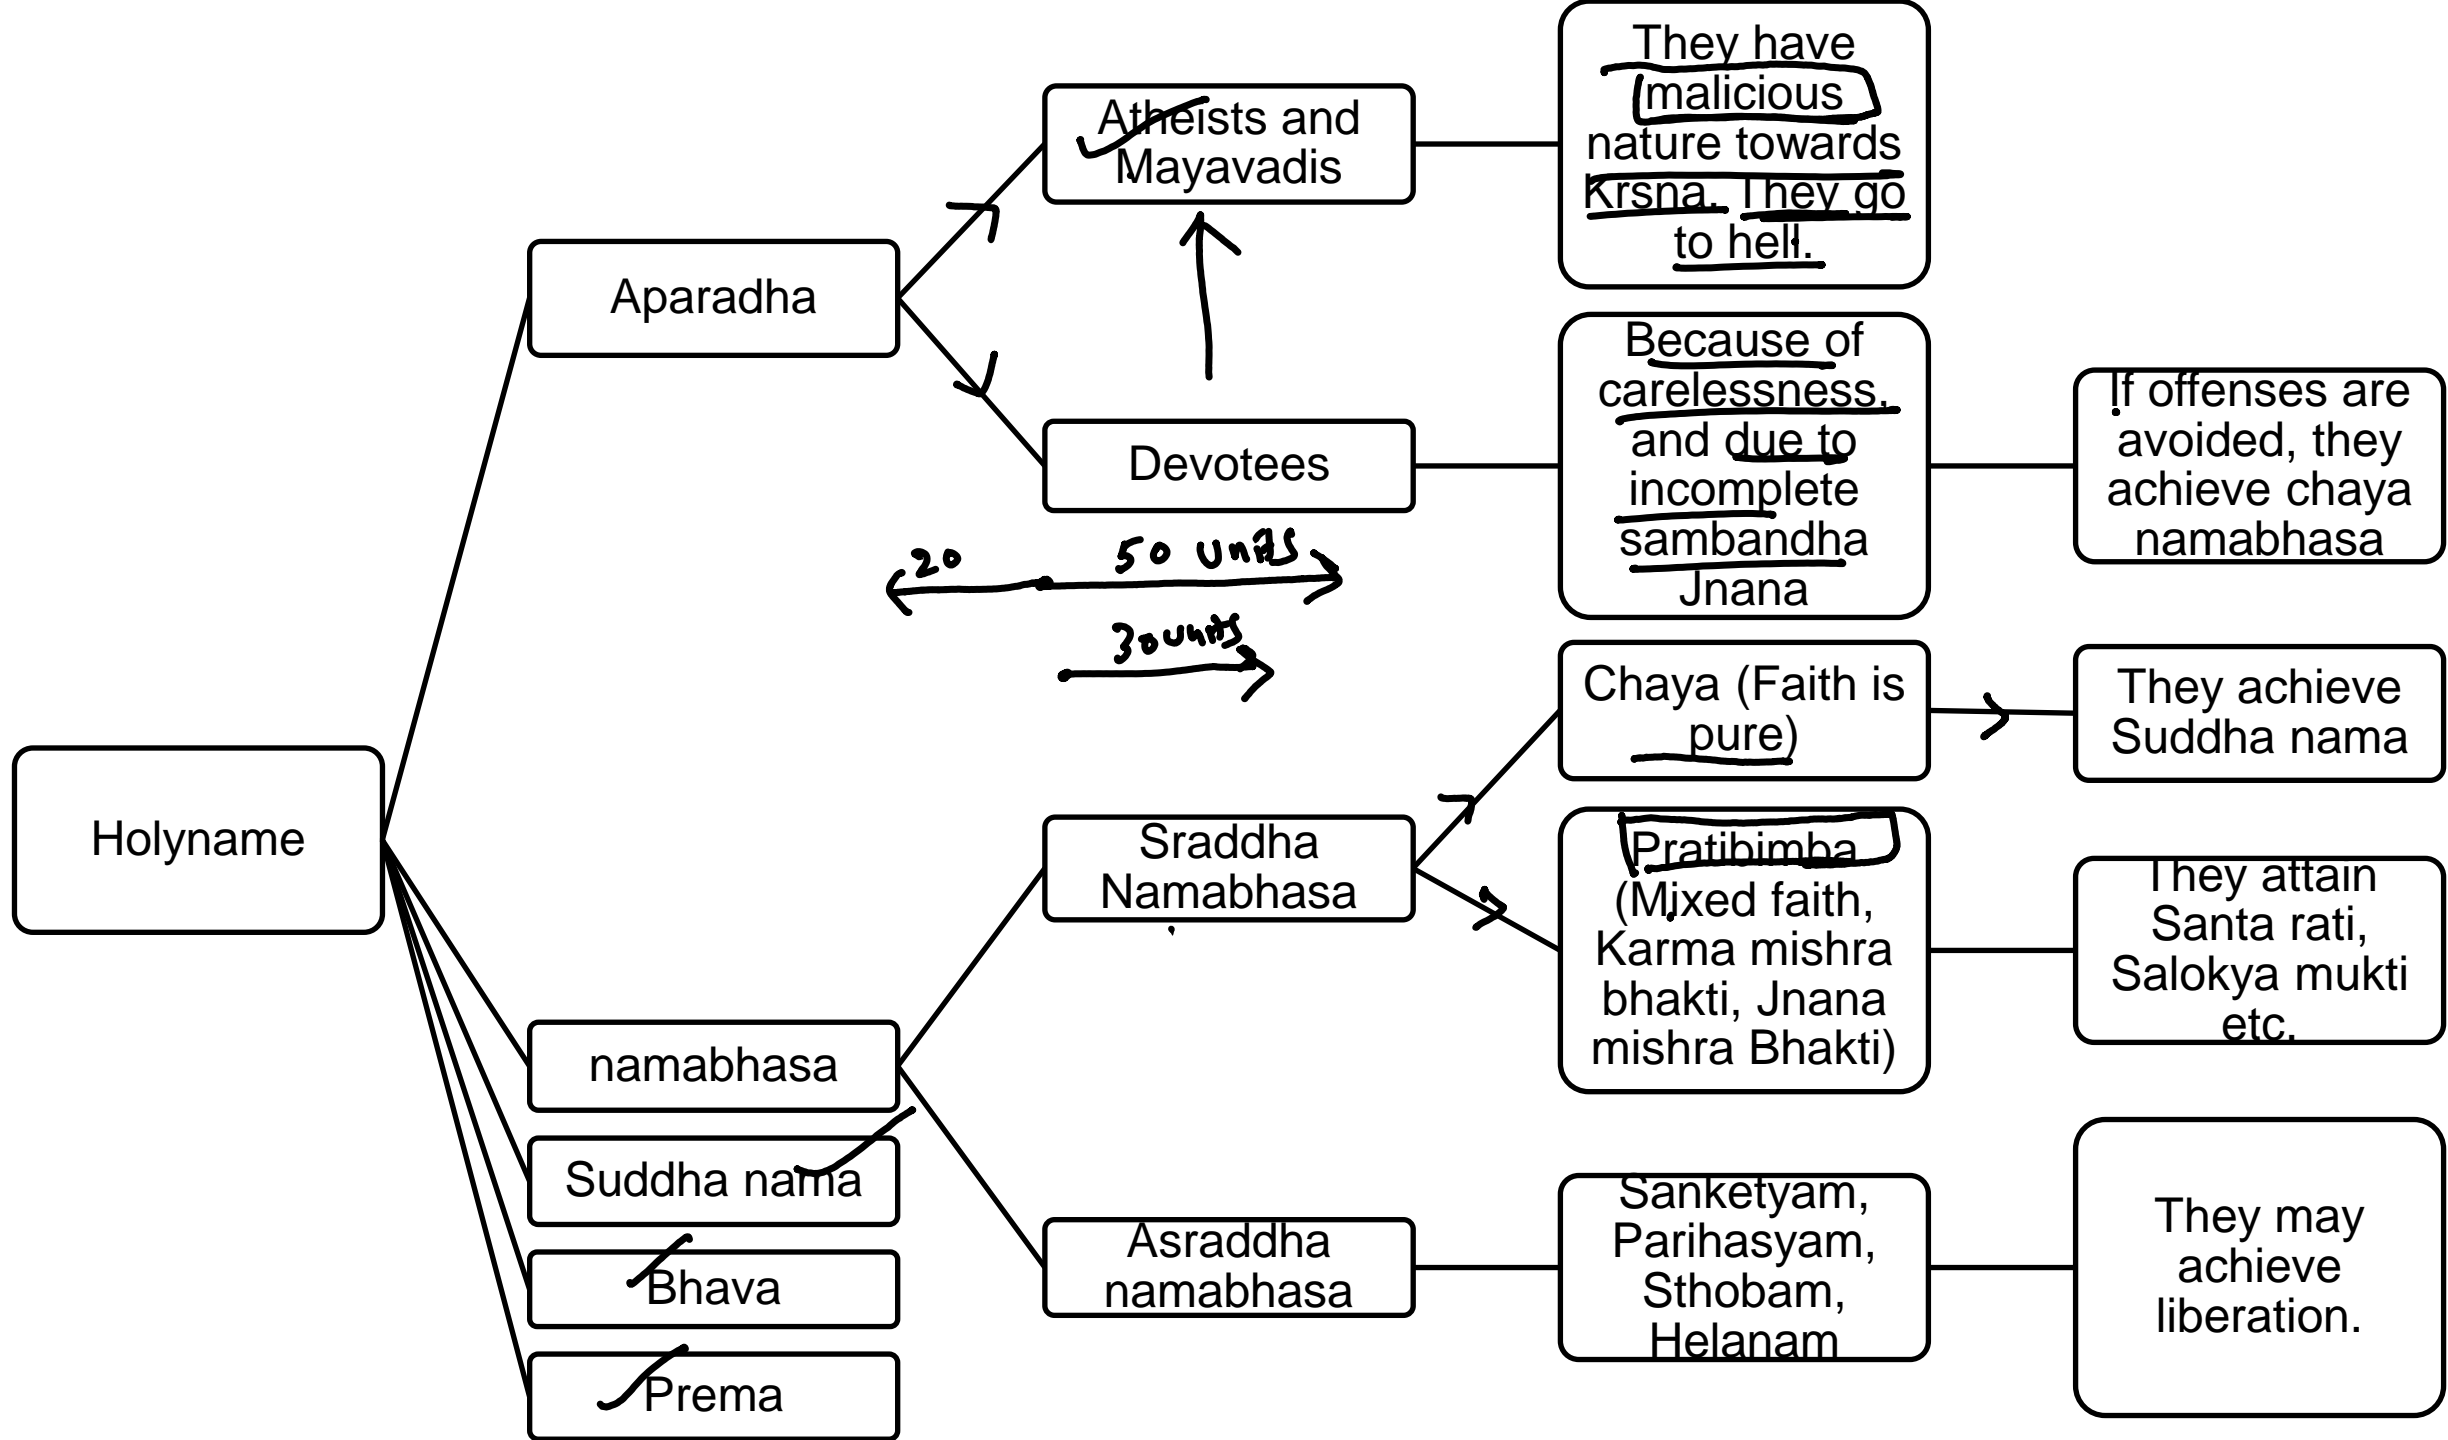 Holyname
Aparadha
Atheists and
Mayavadis
They have
malicious
nature towards
Krsna. They go
to hell.
Devotees
Because of
carelessness,
and due to
incomplete
sambandha
Jnana
If offenses are
avoided, they
achieve chaya
namabhasa
20
50 units
30 units
namabhasa
Sraddha
Namabhasa
Chaya (Faith is
pure)
They achieve
Suddha nama
Pratibimba
(Mixed faith,
Karma mishra
bhakti, Jnana
mishra Bhakti)
They attain
Santa rati,
Salokya mukti
etc.
Asraddha
namabhasa
Sanketyam,
Parihasyam,
Sthobam,
Helanam
They may
achieve
liberation.
Suddha nama
Bhava
Prema